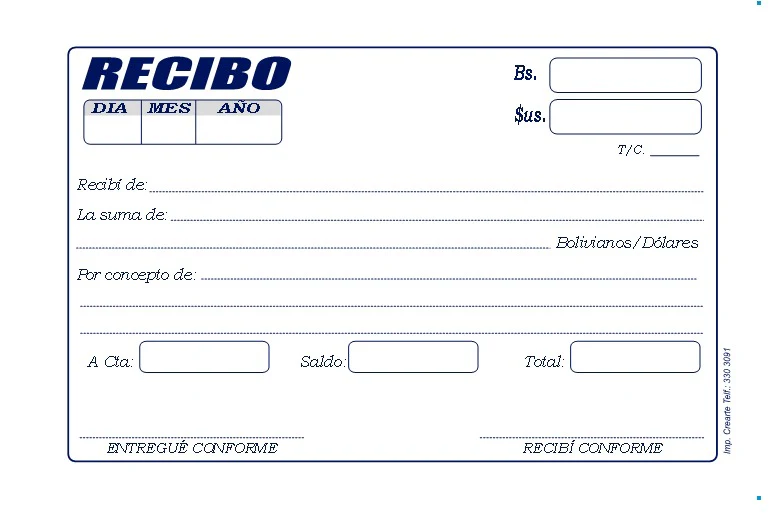 RECIBO
Bs.
DIA MES AÑO
$us.
T/C.
Recibí de:
La suma de:
Bolivianos/Dólares
Por concepto de:
A Cta: Saldo: Total:
ENTREGUÉ CONFORME RECIBÍ CONFORME
Imp. Crearte Telf.: 330 3091